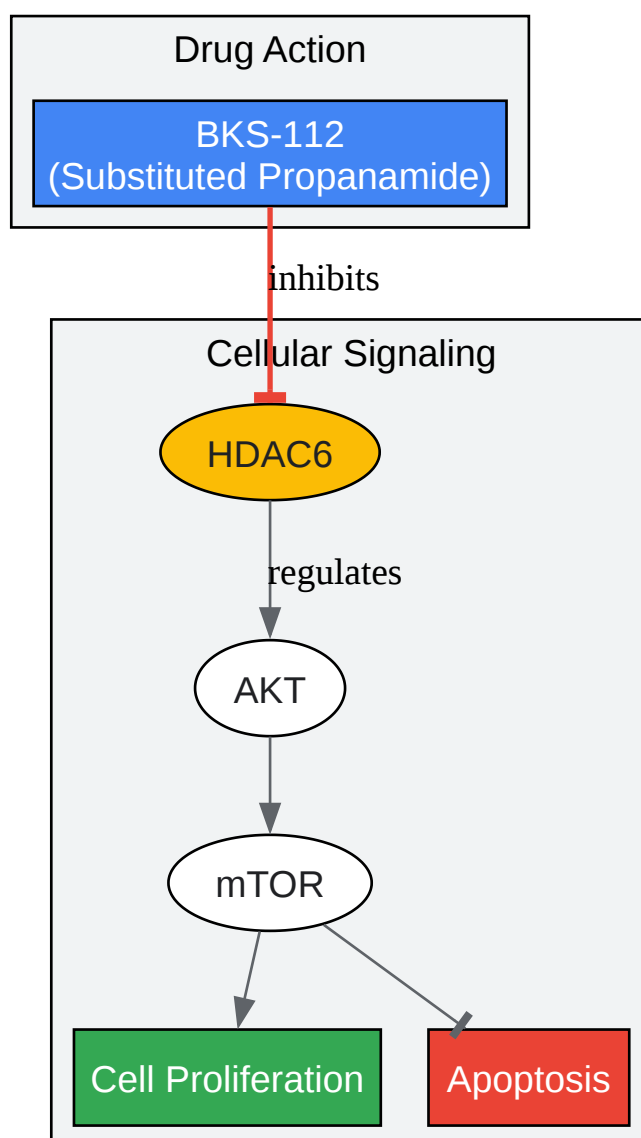 Drug Action
BKS-112
(Substituted Propanamide)
inhibits
Cellular Signaling
HDAC6
regulates
AKT
mTOR
Cell Proliferation
Apoptosis